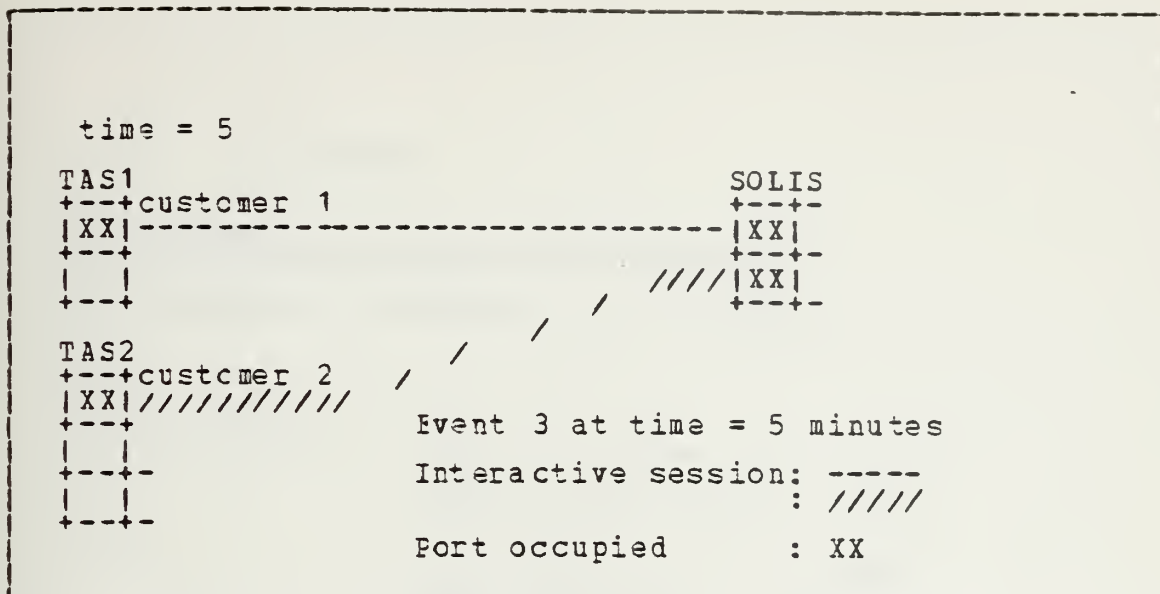 time = 5
TAS1                                    SOLIS
+--+customer 1                          +--+-
|XX|------------------------------------|XX|
+--+                                    +--+-
|  |                               /////|XX|
+--+                            /       +--+-
                            /
TAS2                    /
+--+customer 2      /
|XX|////////////
+--+
|  |                Event 3 at time = 5 minutes
+--+-               Interactive session: -----
|  |                                   : /////
+--+-
                    Port occupied      : XX